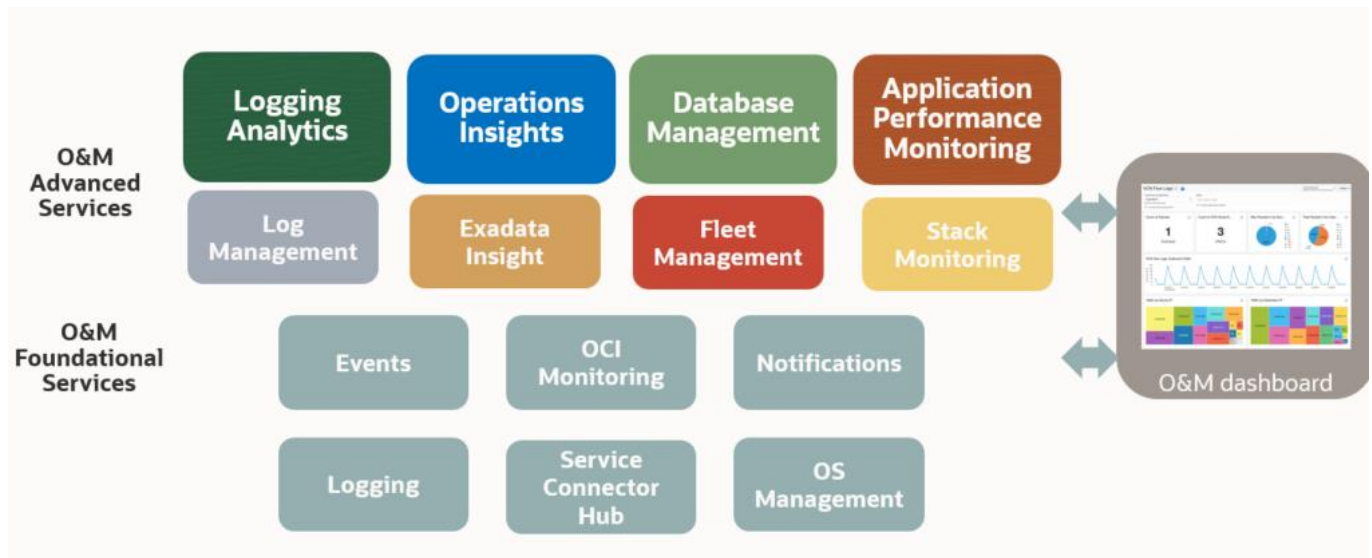 Logging
Analytics
Operations
Insights
Database
Management
Application
Performance
Monitoring
O&M
Advanced
Services
Log
Management
Exadata
Insight
Fleet
Management
Stack
Monitoring
1
3
O&M
Foundational
Services
Events
OCI
Monitoring
Notifications
O&M dashboard
Logging
Service
Connector
Hub
OS
Management